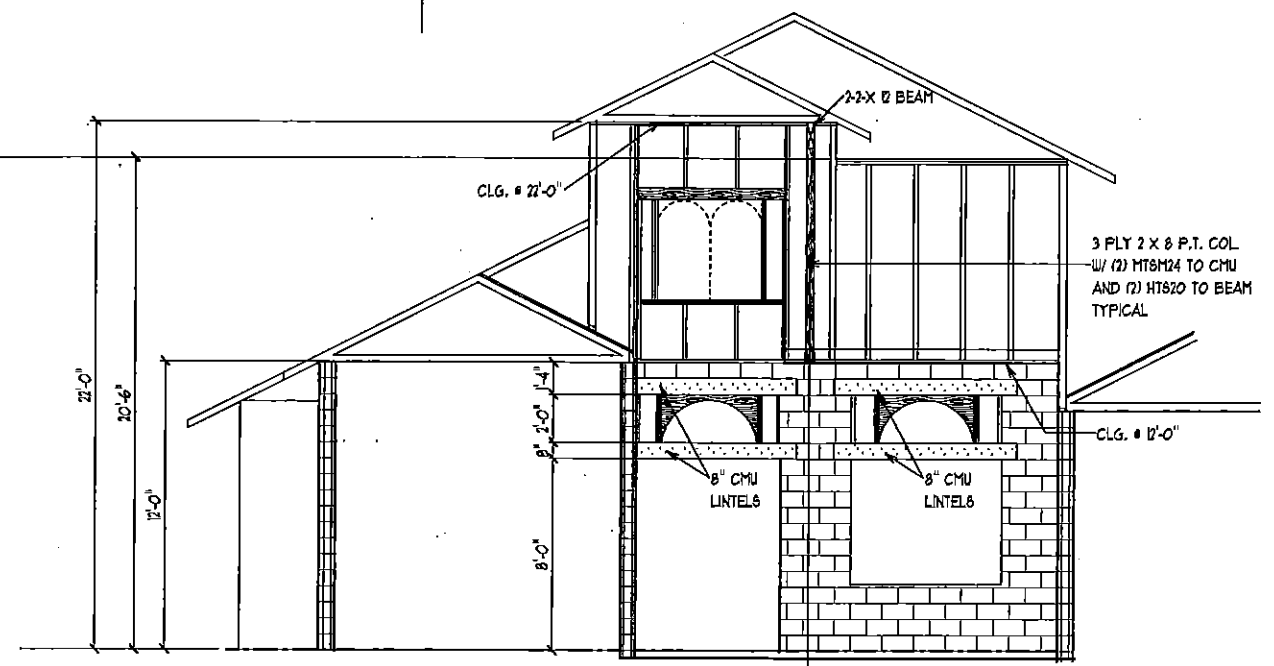 2-2-X 12 BEAM
CLG. @ 22'-0"
3 PLY 2 X 8 P.T. COL.
W/ (2) MTSM24 TO CMU
AND (2) HTS20 TO BEAM
TYPICAL
22'-0"
20'-6"
12'-0"
1'-4"
2'-0"
8"
8'-0"
8" CMU
LINTELS
8" CMU
LINTELS
CLG. @ 12'-0"